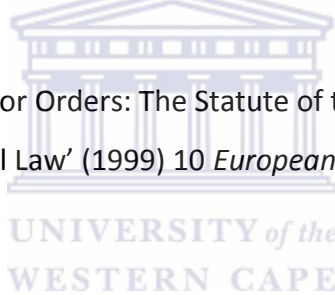 or Orders: The Statute of t
l Law’ (1999) 10 European
UNIVERSITY of the
WESTERN CAPE